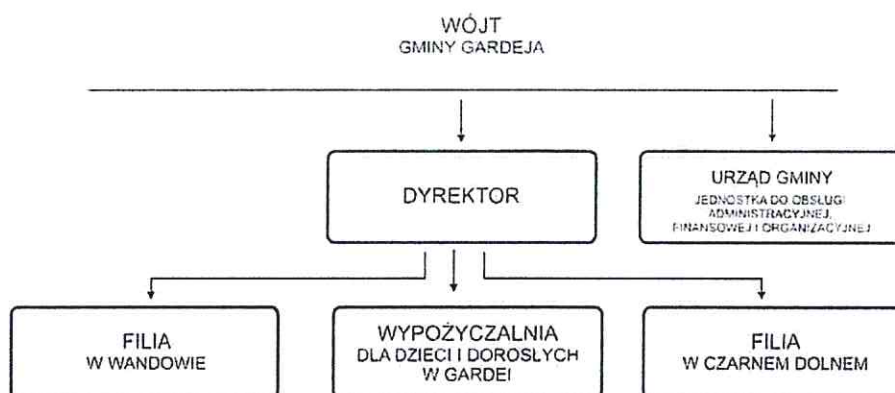 WÓJT
GMINY GARDEJA
DYREKTOR
URZĄD GMINY
JEDNOSTKA DO OBSŁUGI
ADMINISTRACYJNEJ,
FINANSOWEJ I ORGANIZACYJNEJ
FILIA
W WANDOWIE
WYPOŻYCZALNIA
DLA DZIECI I DOROSŁYCH
W GARDEI
FILIA
W CZARNEM DOLNEM